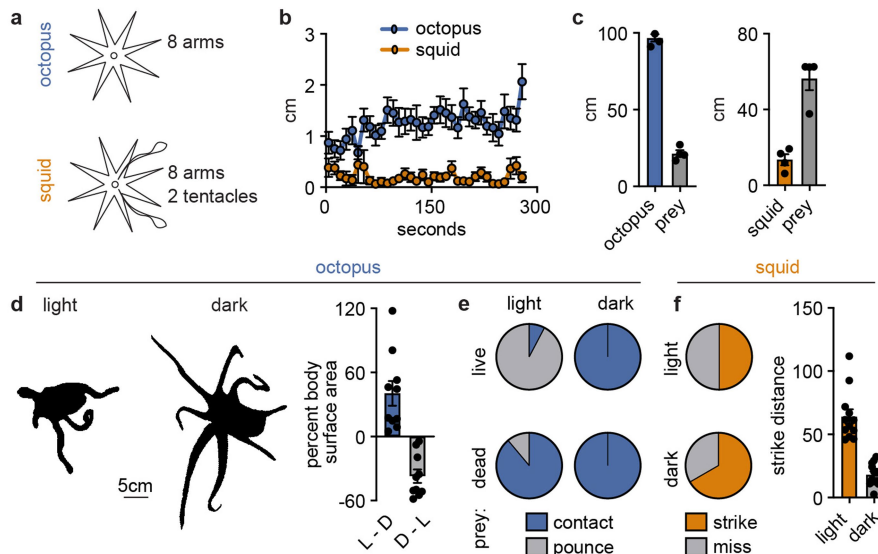 a
octopus
8 arms
squid
8 arms
2 tentacles
b
octopus
squid
cm
3
2
1
0
0
150
300
seconds
c
cm
100
50
0
octopus
prey
cm
80
40
0
squid
prey
octopus
squid
d
light
dark
5cm
percent body
surface area
120
60
0
-60
L - D
D - L
e
light
dark
live
dead
prey:
contact
pounce
f
light
dark
strike
miss
strike distance
150
100
50
0
light
dark